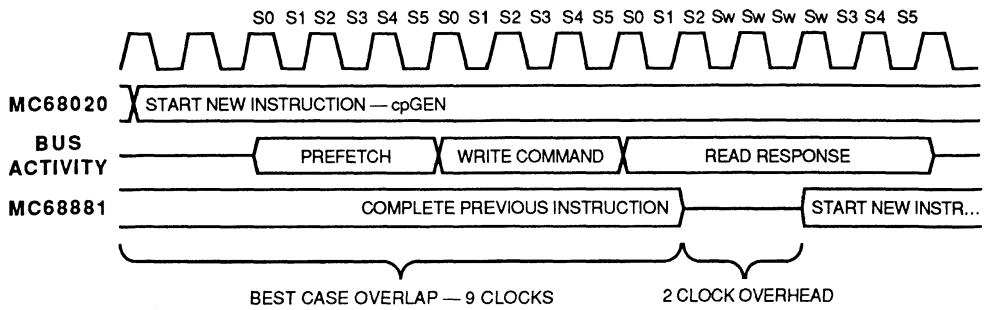 S0 S1 S2 S3 S4 S5 S0 S1 S2 S3 S4 S5 S0 S1 S2 Sw Sw Sw Sw S3 S4 S5
MC68020 START NEW INSTRUCTION — cpGEN
BUS
ACTIVITY
PREFETCH WRITE COMMAND READ RESPONSE
MC68881 COMPLETE PREVIOUS INSTRUCTION START NEW INSTR...
BEST CASE OVERLAP — 9 CLOCKS 2 CLOCK OVERHEAD